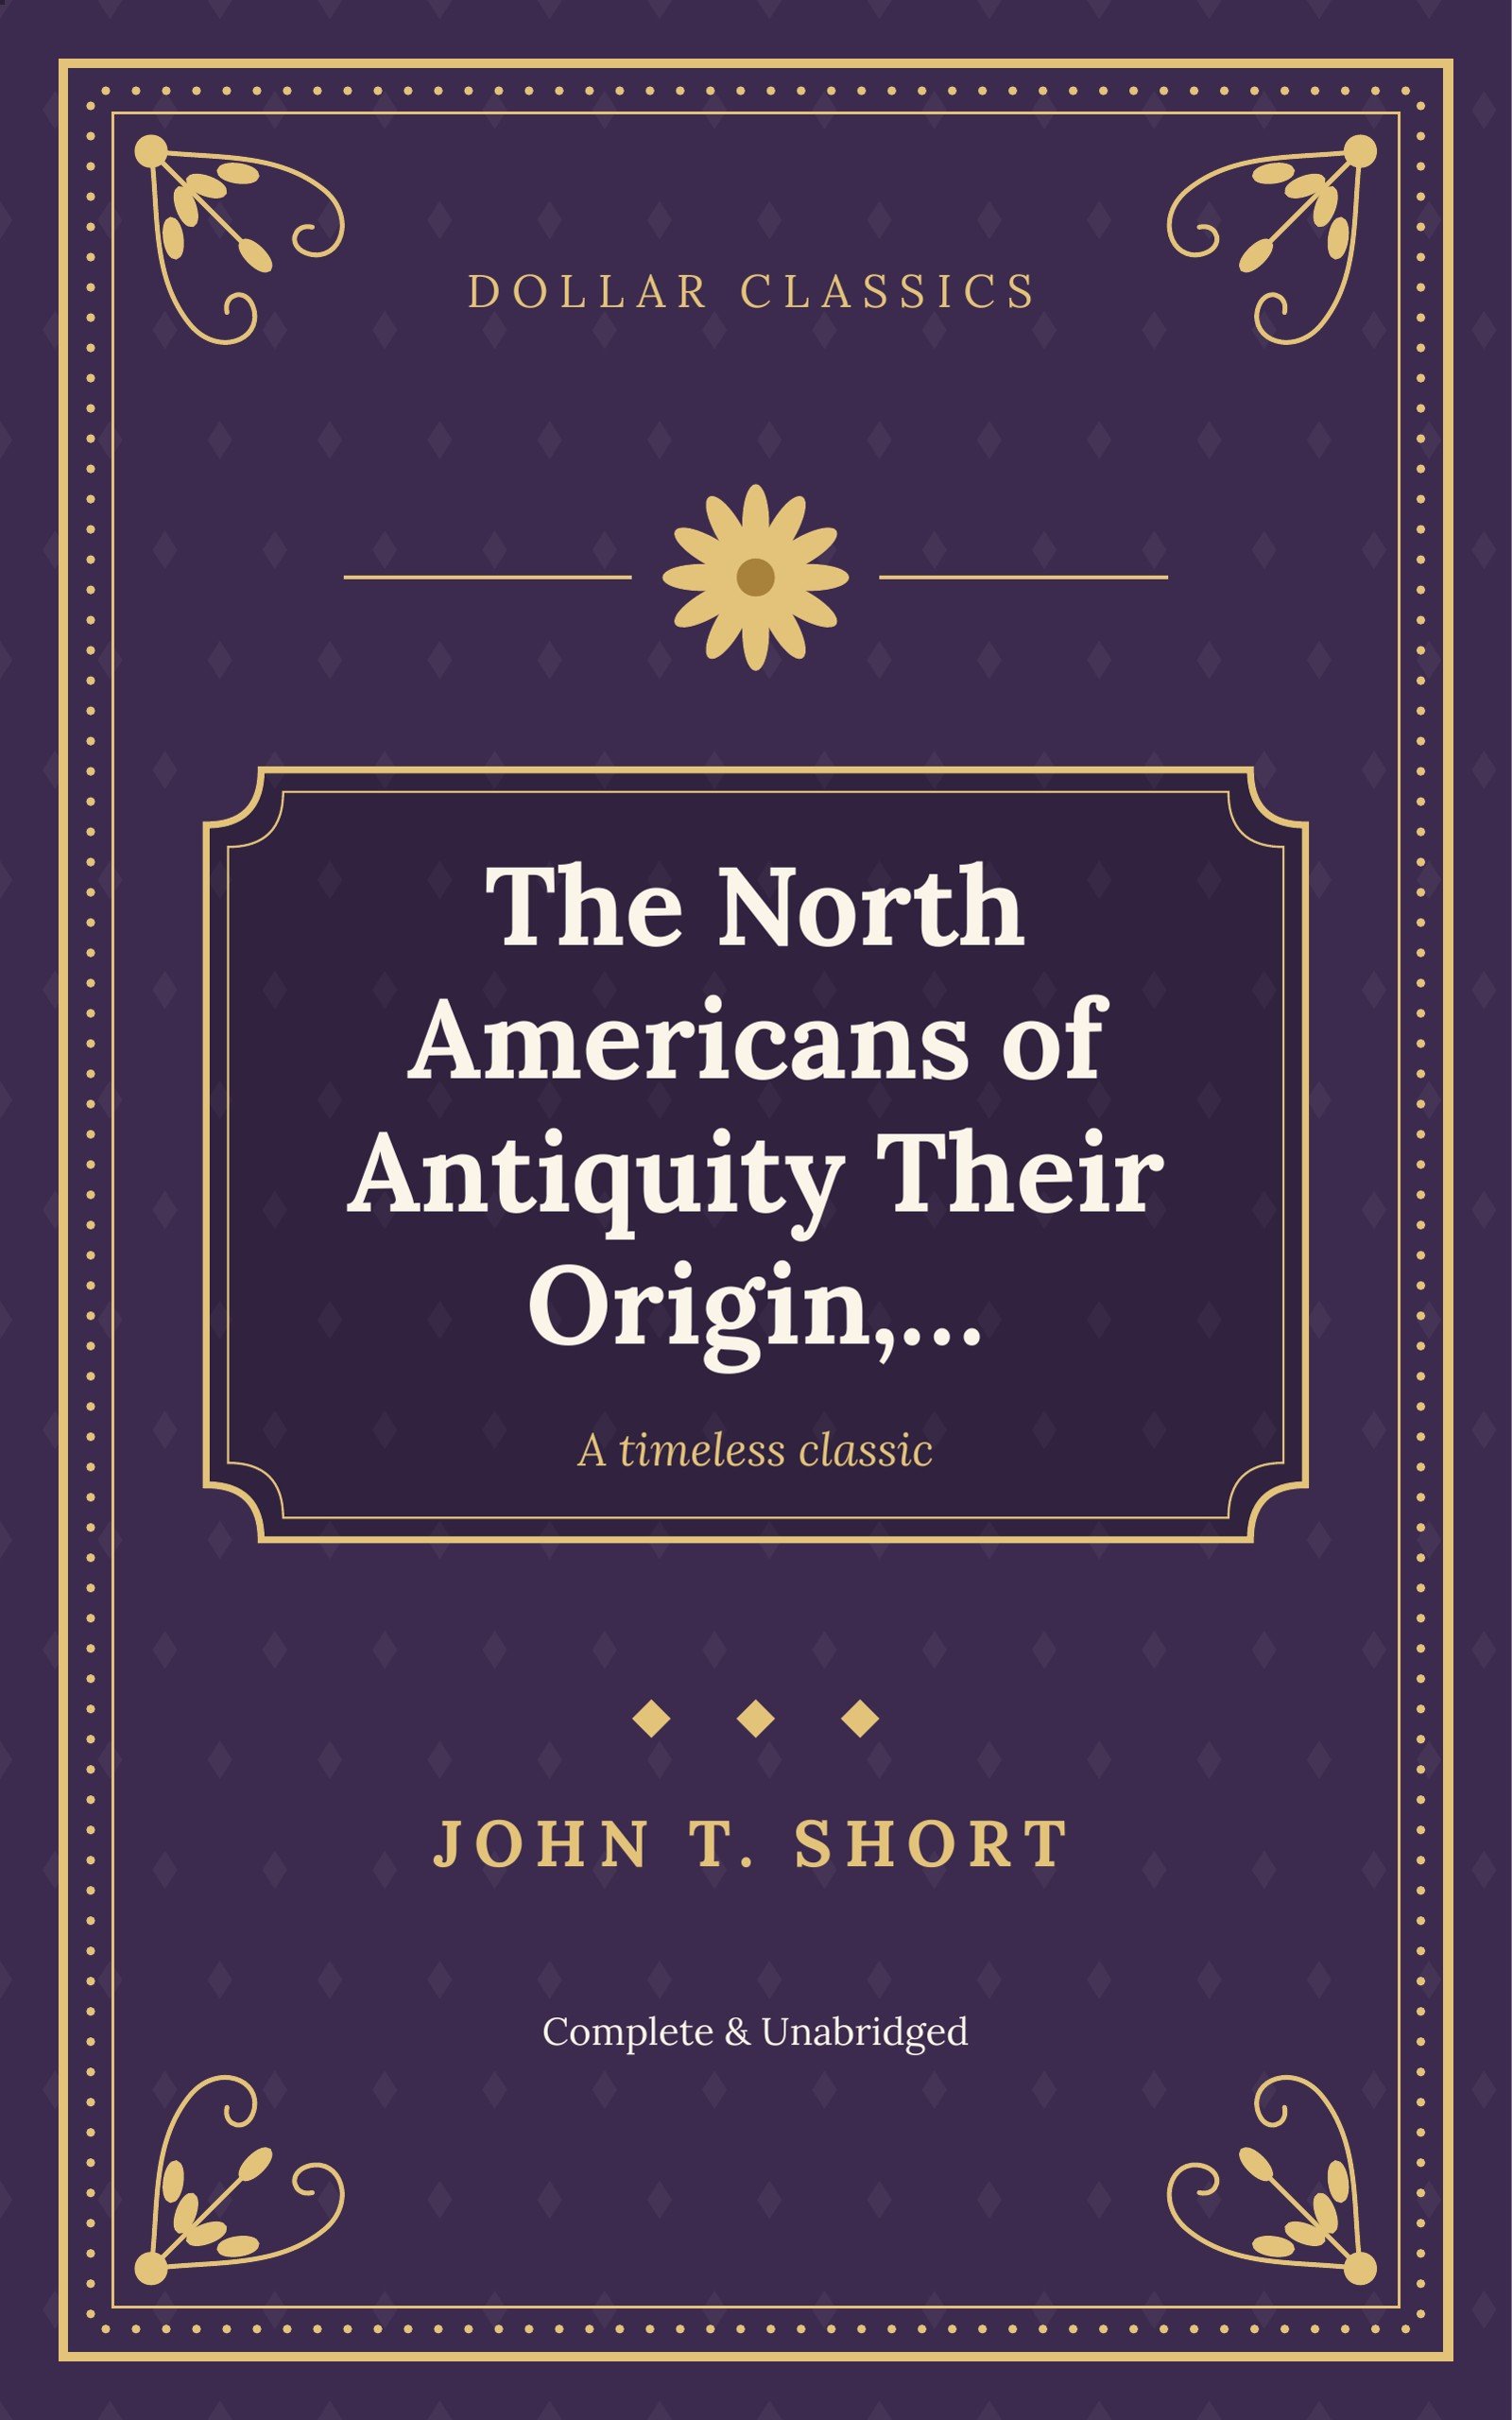 DOLLAR CLASSICS
The North
Americans of
Antiquity Their
Origin,...
A timeless classic
JOHN T. SHORT
Complete & Unabridged